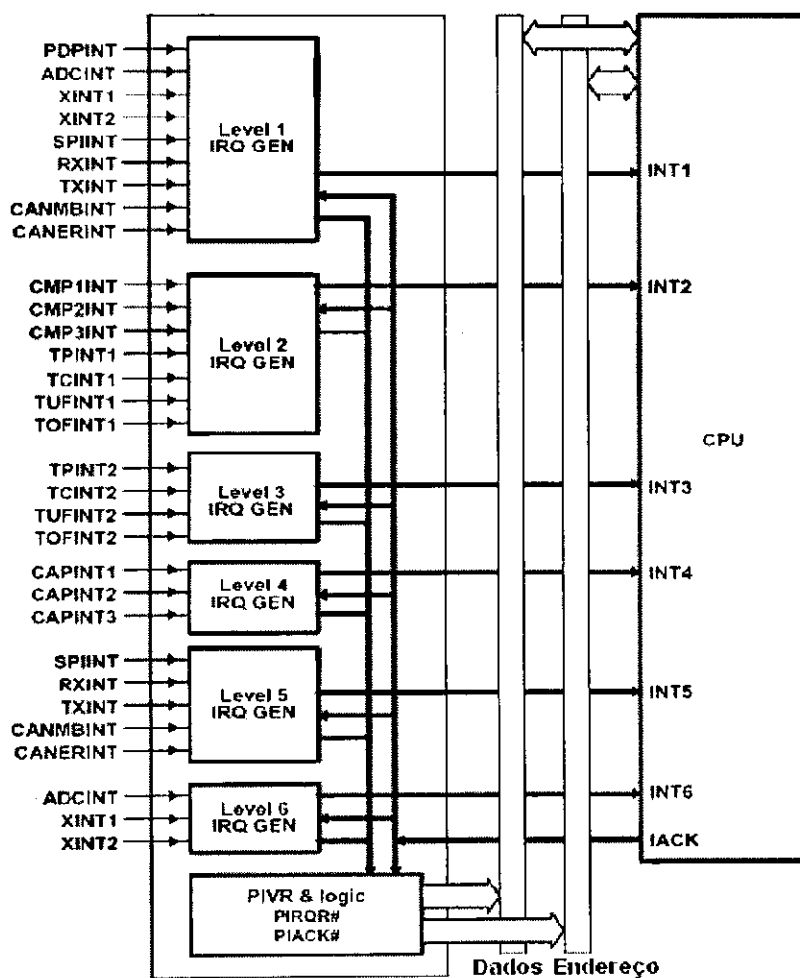 PDPINT
ADCINT
XINT1
XINT2
SPIINT
RXINT
TXINT
CANMBINT
CANERINT
Level 1
IRQ GEN
INT1
CMP1INT
CMP2INT
CMP3INT
TPINT1
TCINT1
TUFINT1
TOFINT1
Level 2
IRQ GEN
INT2
CPU
TPINT2
TCINT2
TUFINT2
TOFINT2
Level 3
IRQ GEN
INT3
CAPINT1
CAPINT2
CAPINT3
Level 4
IRQ GEN
INT4
SPIINT
RXINT
TXINT
CANMBINT
CANERINT
Level 5
IRQ GEN
INT5
ADCINT
XINT1
XINT2
Level 6
IRQ GEN
INT6
IACK
PIVR & logic
PIRQR#
PIACK#
Dados Endereço